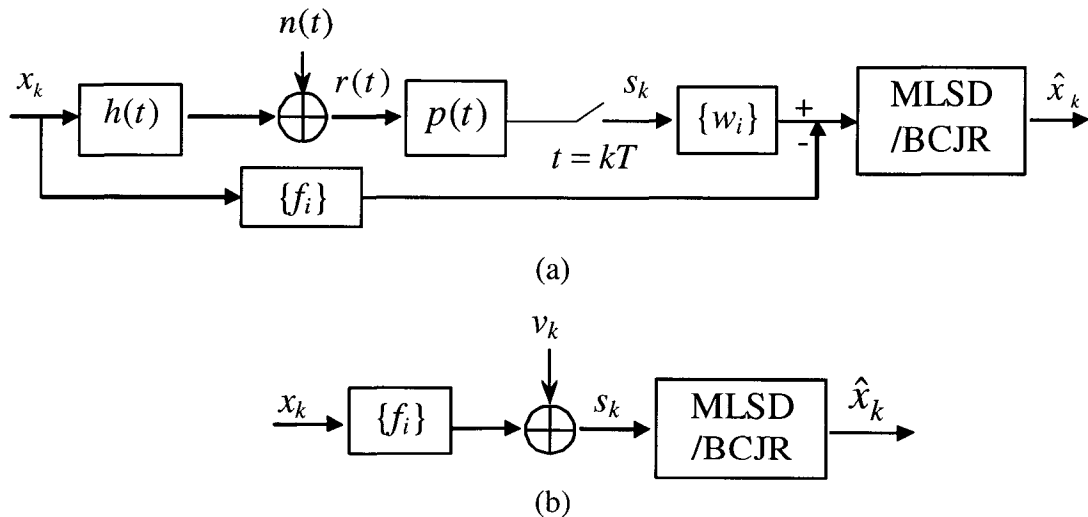 n(t)
x_k
h(t)
r(t)
p(t)
s_k
{w_i}
+
-
MLSD
/BCJR
x̂_k
t = kT
{f_i}
(a)
v_k
x_k
{f_i}
s_k
MLSD
/BCJR
x̂_k
(b)